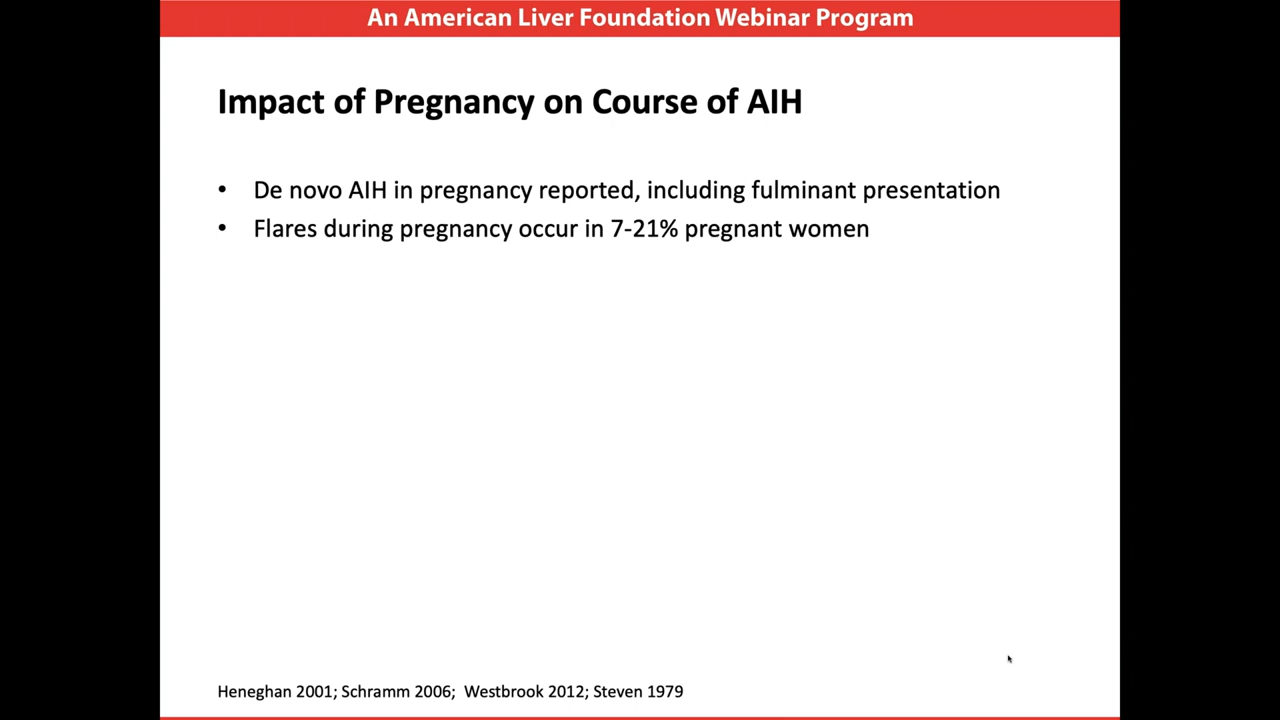 An American Liver Foundation Webinar Program
Impact of Pregnancy on Course of AIH
• De novo AIH in pregnancy reported, including fulminant presentation
• Flares during pregnancy occur in 7-21% pregnant women
Heneghan 2001; Schramm 2006;  Westbrook 2012; Steven 1979